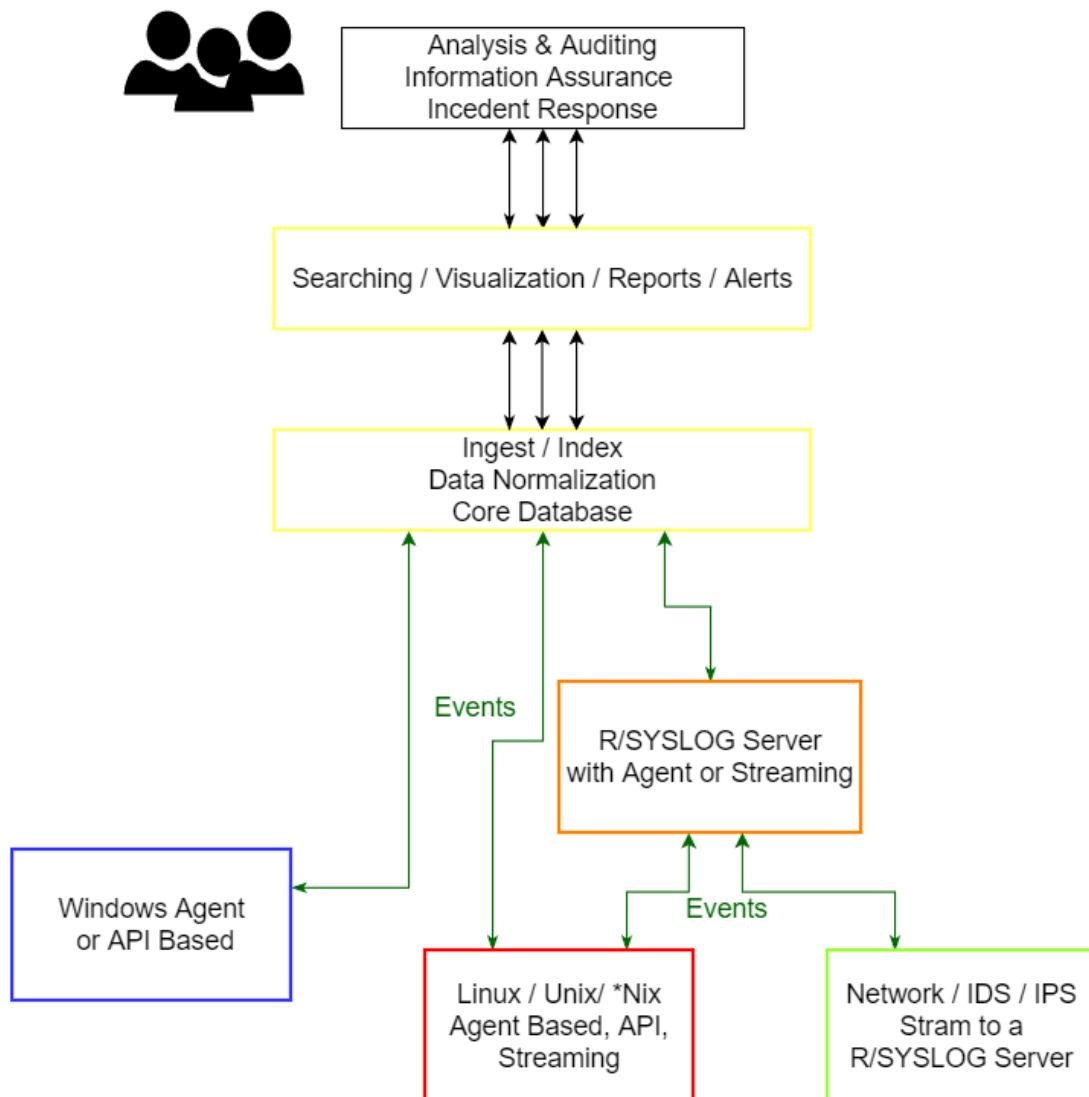 Analysis & Auditing
Information Assurance
Incedent Response
Searching / Visualization / Reports / Alerts
Ingest / Index
Data Normalization
Core Database
Events
R/SYSLOG Server
with Agent or Streaming
Windows Agent
or API Based
Events
Linux / Unix/ *Nix
Agent Based, API,
Streaming
Network / IDS / IPS
Stram to a
R/SYSLOG Server